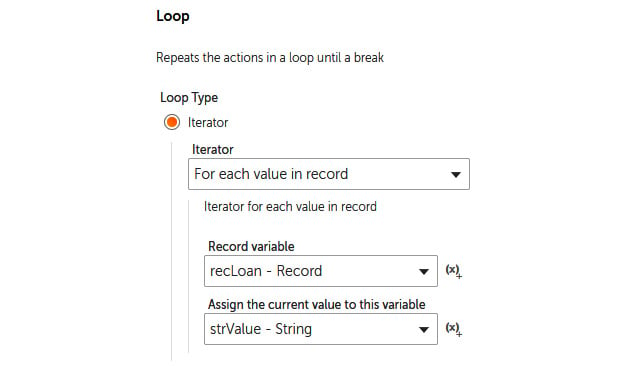 Loop
Repeats the actions in a loop until a break
Loop Type
Iterator
Iterator
For each value in record
Iterator for each value in record
Record variable
recLoan - Record
(x)+
Assign the current value to this variable
strValue - String
(x)+